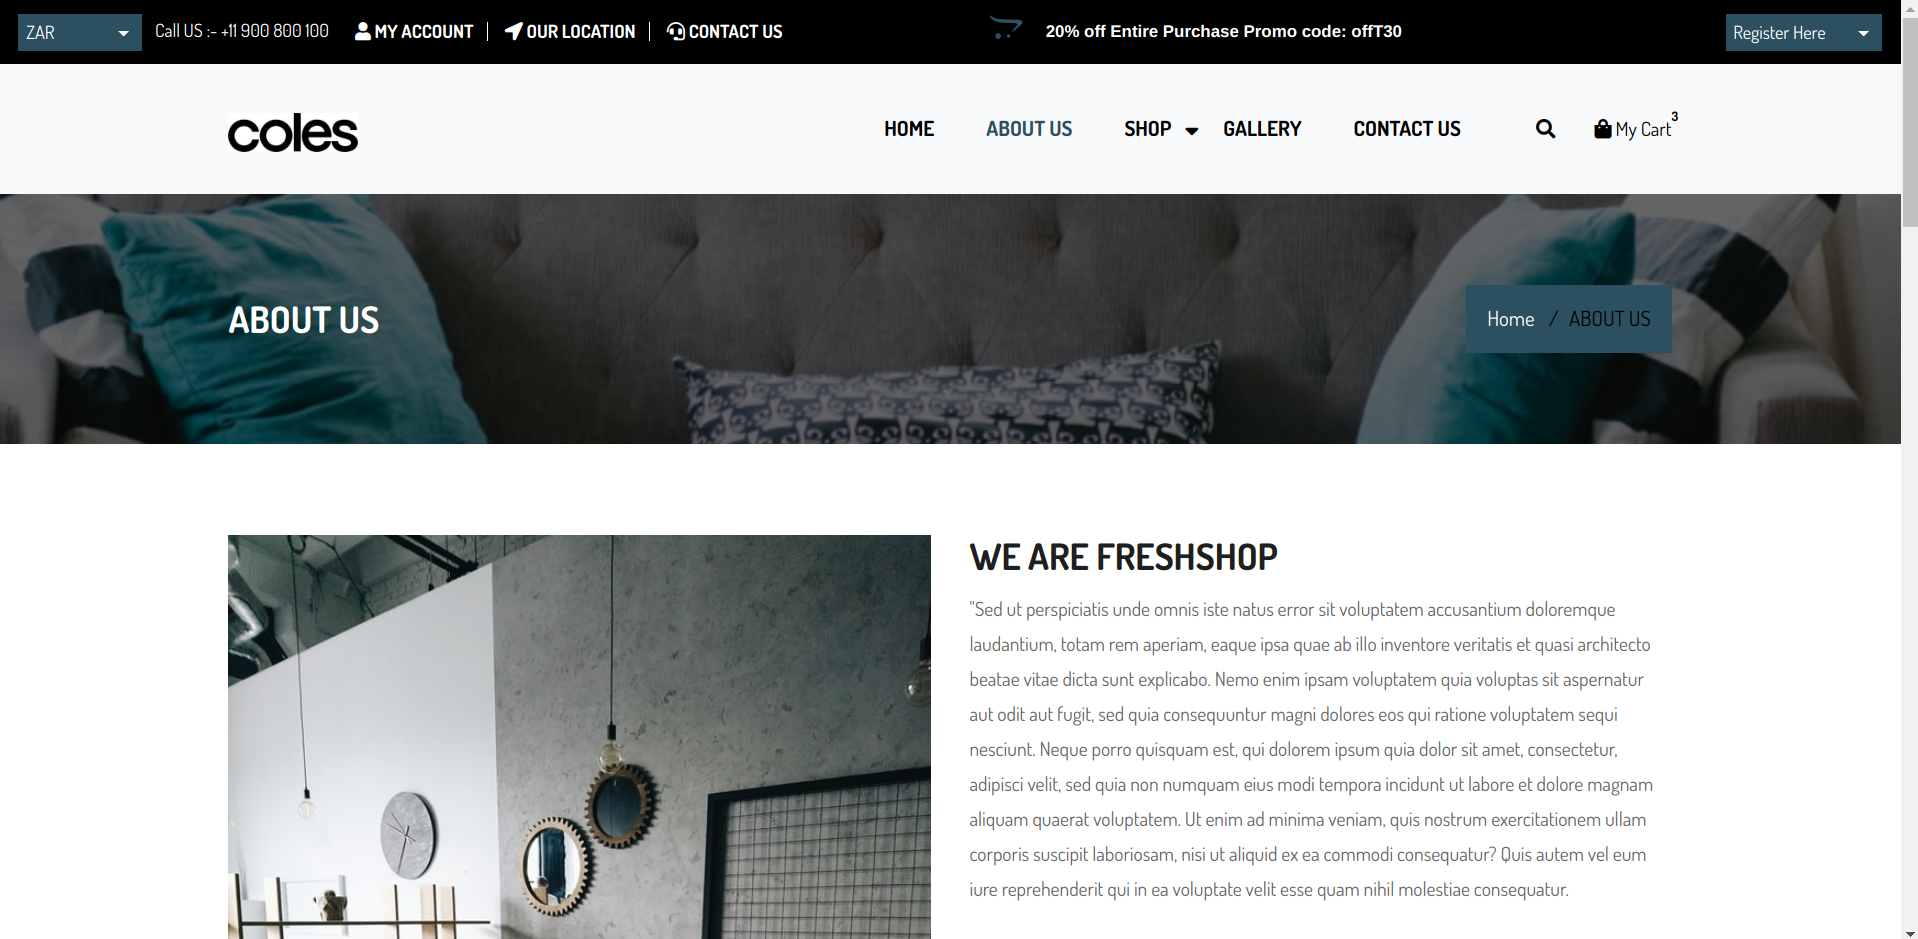 ZAR
Call US :- +11 900 800 100
MY ACCOUNT
OUR LOCATION
CONTACT US
20% off Entire Purchase Promo code: offT30
Register Here
coles
HOME
ABOUT US
SHOP
GALLERY
CONTACT US
My Cart 3
ABOUT US
Home / ABOUT US
WE ARE FRESHSHOP
"Sed ut perspiciatis unde omnis iste natus error sit voluptatem accusantium doloremque
laudantium, totam rem aperiam, eaque ipsa quae ab illo inventore veritatis et quasi architecto
beatae vitae dicta sunt explicabo. Nemo enim ipsam voluptatem quia voluptas sit aspernatur
aut odit aut fugit, sed quia consequuntur magni dolores eos qui ratione voluptatem sequi
nesciunt. Neque porro quisquam est, qui dolorem ipsum quia dolor sit amet, consectetur,
adipisci velit, sed quia non numquam eius modi tempora incidunt ut labore et dolore magnam
aliquam quaerat voluptatem. Ut enim ad minima veniam, quis nostrum exercitationem ullam
corporis suscipit laboriosam, nisi ut aliquid ex ea commodi consequatur? Quis autem vel eum
iure reprehenderit qui in ea voluptate velit esse quam nihil molestiae consequatur.